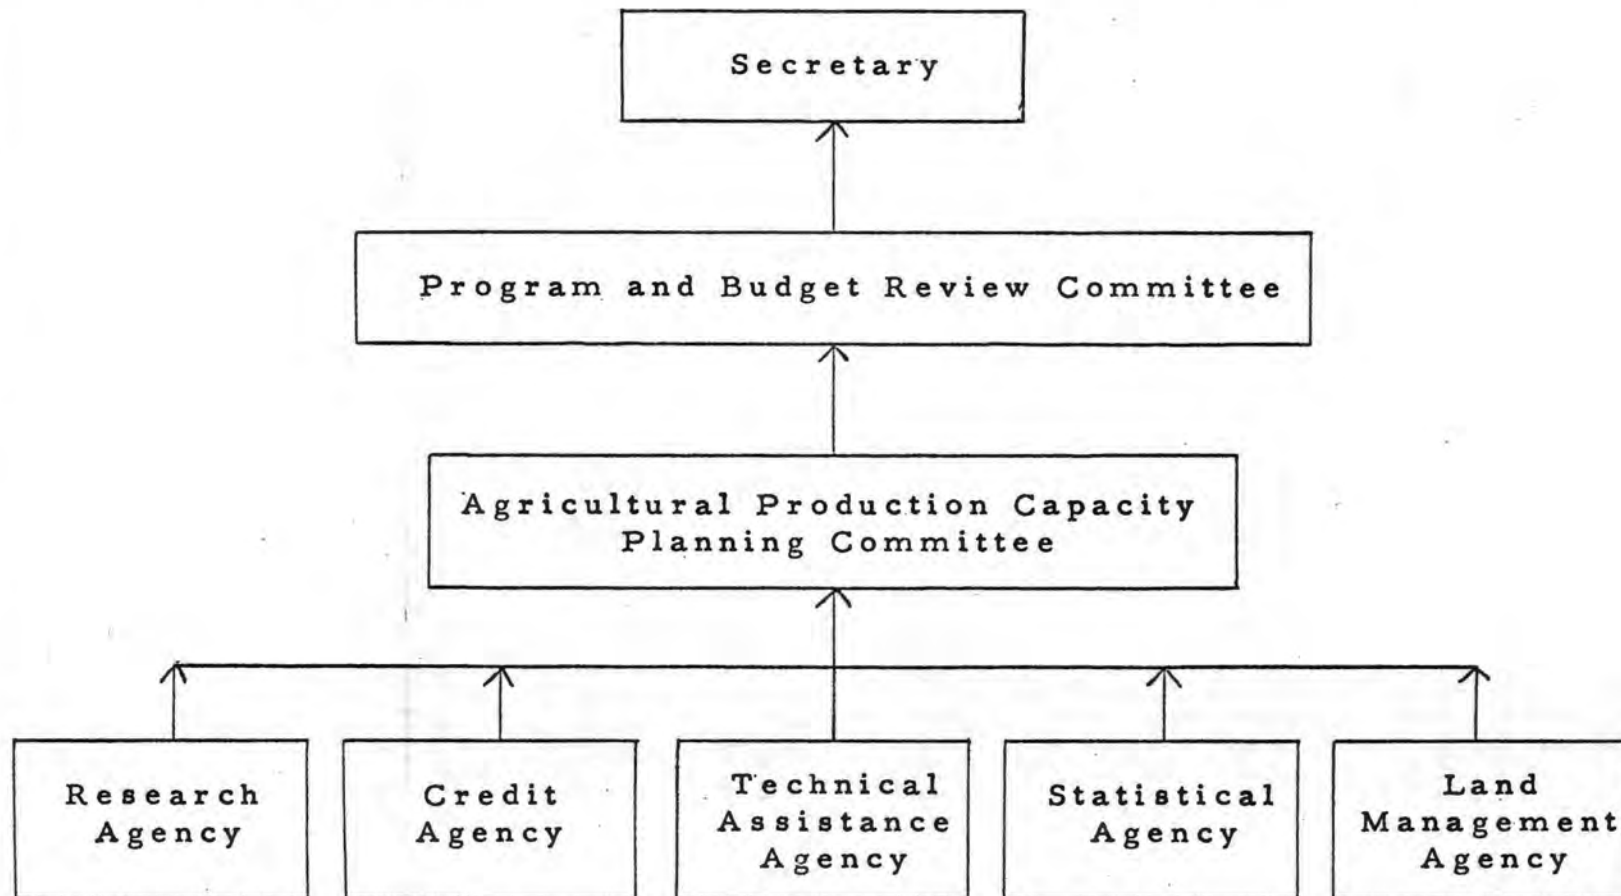 Secretary
Program and Budget Review Committee
Agricultural Production Capacity
Planning Committee
Research
Agency
Credit
Agency
Technical
Assistance
Agency
Statistical
Agency
Land
Management
Agency